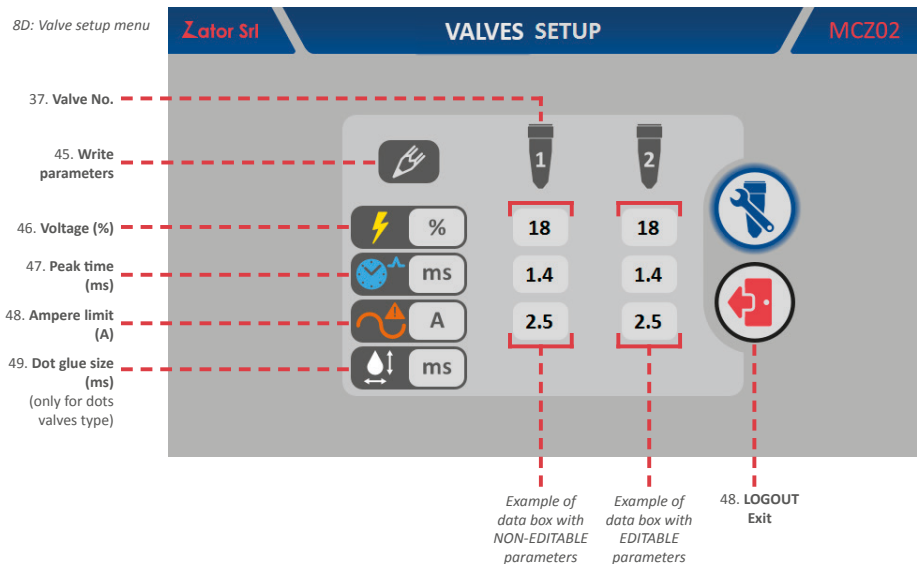 8D: Valve setup menu
Zator Srl
VALVES SETUP
MCZ02
37. Valve No.
1
2
45. Write
parameters
46. Voltage (%)
%
18
18
47. Peak time
(ms)
ms
1.4
1.4
48. Ampere limit
(A)
A
2.5
2.5
49. Dot glue size
(ms)
(only for dots
valves type)
ms
Example of
data box with
NON-EDITABLE
parameters
Example of
data box with
EDITABLE
parameters
48. LOGOUT
Exit